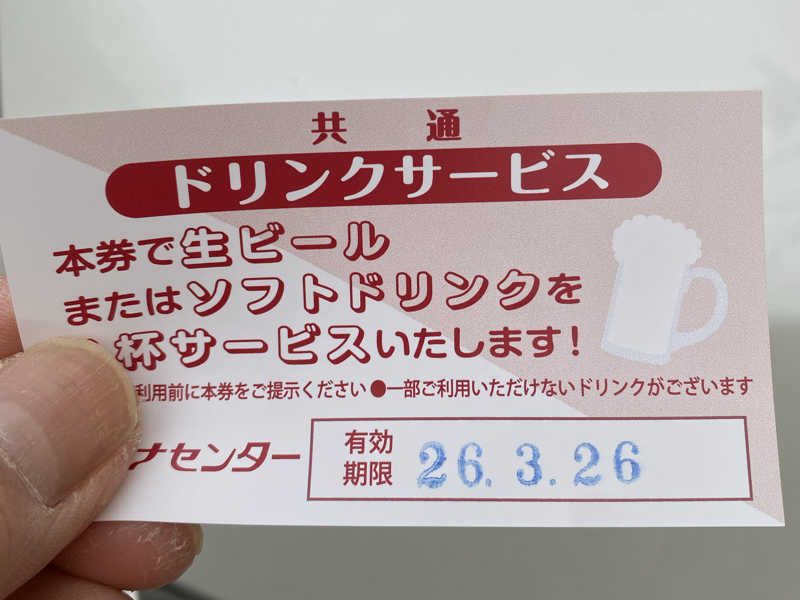 共 通
ドリンクサービス
本券で生ビール
またはソフトドリンクを
杯サービスいたします!
利用前に本券をご提示ください ●一部ご利用いただけないドリンクがございます
ナセンター
有効
期限
26.3.26